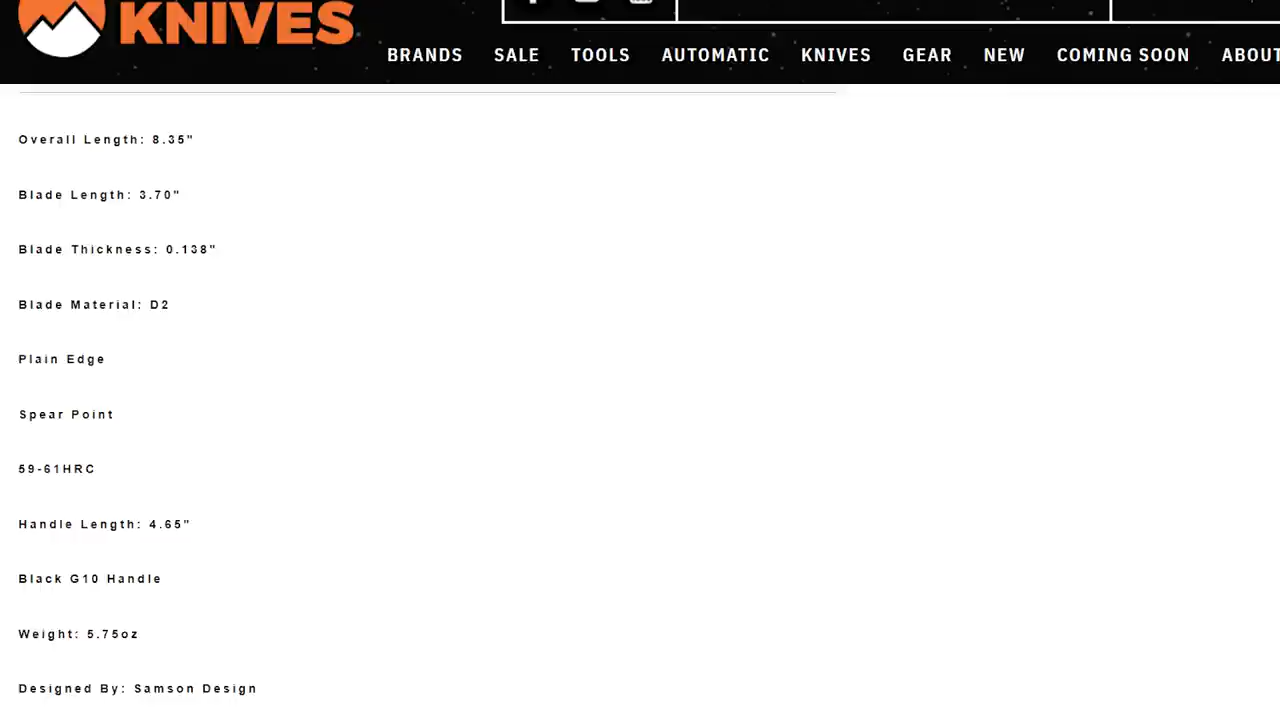 KNIVES
BRANDS SALE TOOLS AUTOMATIC KNIVES GEAR NEW COMING SOON ABOUT
Overall Length: 8.35"
Blade Length: 3.70"
Blade Thickness: 0.138"
Blade Material: D2
Plain Edge
Spear Point
59-61HRC
Handle Length: 4.65"
Black G10 Handle
Weight: 5.75oz
Designed By: Samson Design